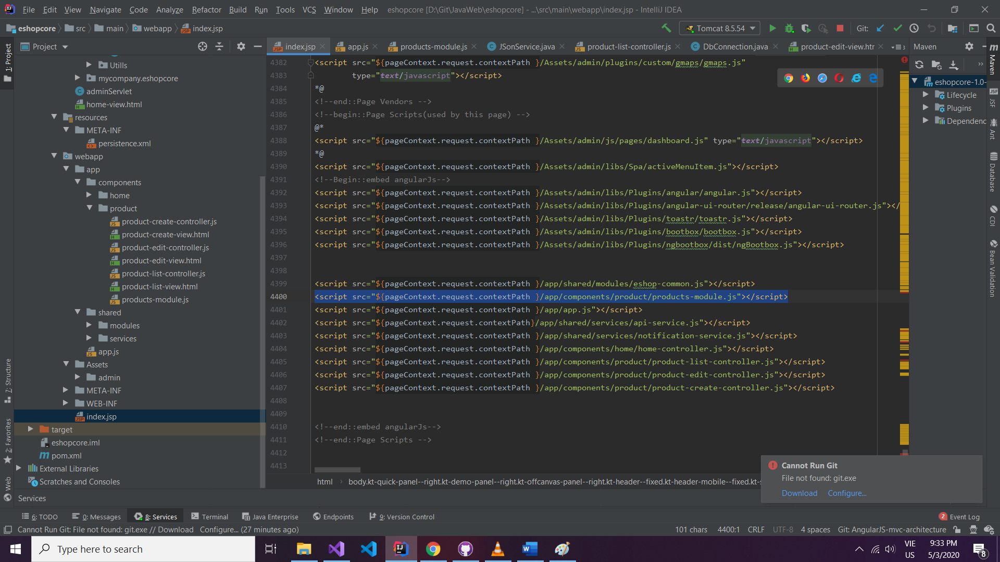 File Edit View Navigate Code Analyze Refactor Build Run Tools VCS Window Help eshopcore [D:\Git\JavaWeb\eshopcore] - ...\src\main\webapp\index.jsp - IntelliJ IDEA
eshopcore src main webapp index.jsp Tomcat 8.5.54 Git:
Project index.jsp app.js products-module.js JSonService.java product-list-controller.js DbConnection.java product-edit-view.htr Maven
1: Project
7: Structure
2: Favorites
Web
Utills
mycompany.eshopcore
adminServlet
home-view.html
resources
META-INF
persistence.xml
webapp
app
components
home
product
product-create-controller.js
product-create-view.html
product-edit-controller.js
product-edit-view.html
product-list-controller.js
product-list-view.html
products-module.js
shared
modules
services
app.js
Assets
admin
META-INF
WEB-INF
index.jsp
target
eshopcore.iml
pom.xml
External Libraries
Scratches and Consoles
4382 <script src="${pageContext.request.contextPath }/Assets/admin/plugins/custom/gmaps/gmaps.js"
4383 type="text/javascript"></script>
4384 *@
4385 <!--end::Page Vendors -->
4386 <!--begin::Page Scripts(used by this page) -->
4387 @*
4388 <script src="${pageContext.request.contextPath }/Assets/admin/js/pages/dashboard.js" type="text/javascript"></script>
4389 *@
4390 <script src="${pageContext.request.contextPath }/Assets/admin/libs/Spa/activeMenuItem.js"></script>
4391 <!--Begin::embed angularJs-->
4392 <script src="${pageContext.request.contextPath }/Assets/admin/libs/Plugins/angular/angular.js"></script>
4393 <script src="${pageContext.request.contextPath }/Assets/admin/libs/Plugins/angular-ui-router/release/angular-ui-router.js"></
4394 <script src="${pageContext.request.contextPath }/Assets/admin/libs/Plugins/toastr/toastr.js"></script>
4395 <script src="${pageContext.request.contextPath }/Assets/admin/libs/Plugins/bootbox/bootbox.js"></script>
4396 <script src="${pageContext.request.contextPath }/Assets/admin/libs/Plugins/ngbootbox/dist/ngBootbox.js"></script>
4397
4398
4399 <script src="${pageContext.request.contextPath }/app/shared/modules/eshop-common.js"></script>
4400 <script src="${pageContext.request.contextPath }/app/components/product/products-module.js"></script>
4401 <script src="${pageContext.request.contextPath }/app/app.js"></script>
4402 <script src="${pageContext.request.contextPath}/app/shared/services/api-service.js"></script>
4403 <script src="${pageContext.request.contextPath }/app/shared/services/notification-service.js"></script>
4404 <script src="${pageContext.request.contextPath }/app/components/home/home-controller.js"></script>
4405 <script src="${pageContext.request.contextPath }/app/components/product/product-list-controller.js"></script>
4406 <script src="${pageContext.request.contextPath }/app/components/product/product-edit-controller.js"></script>
4407 <script src="${pageContext.request.contextPath }/app/components/product/product-create-controller.js"></script>
4408
4409
4410 <!--end::embed angularJs-->
4411 <!--end::Page Scripts -->
4412
4413
html body.kt-quick-panel--right.kt-demo-panel--right.kt-offcanvas-panel--right.kt-header--fixed.kt-header-mobile--fixed.kt-s
eshopcore-1.0-
Lifecycle
Plugins
Dependenc
Maven
JSF
Ant
Database
CDI
Bean Validation
Cannot Run Git
File not found: git.exe
Download Configure...
Services
6: TODO 0: Messages 8: Services Terminal Java Enterprise Endpoints 9: Version Control 2 Event Log
Cannot Run Git: File not found: git.exe // Download Configure... (27 minutes ago) 101 chars 4400:1 CRLF UTF-8 4 spaces Git: AngularJS-mvc-architecture
Type here to search
VIE
US
9:33 PM
5/3/2020
8